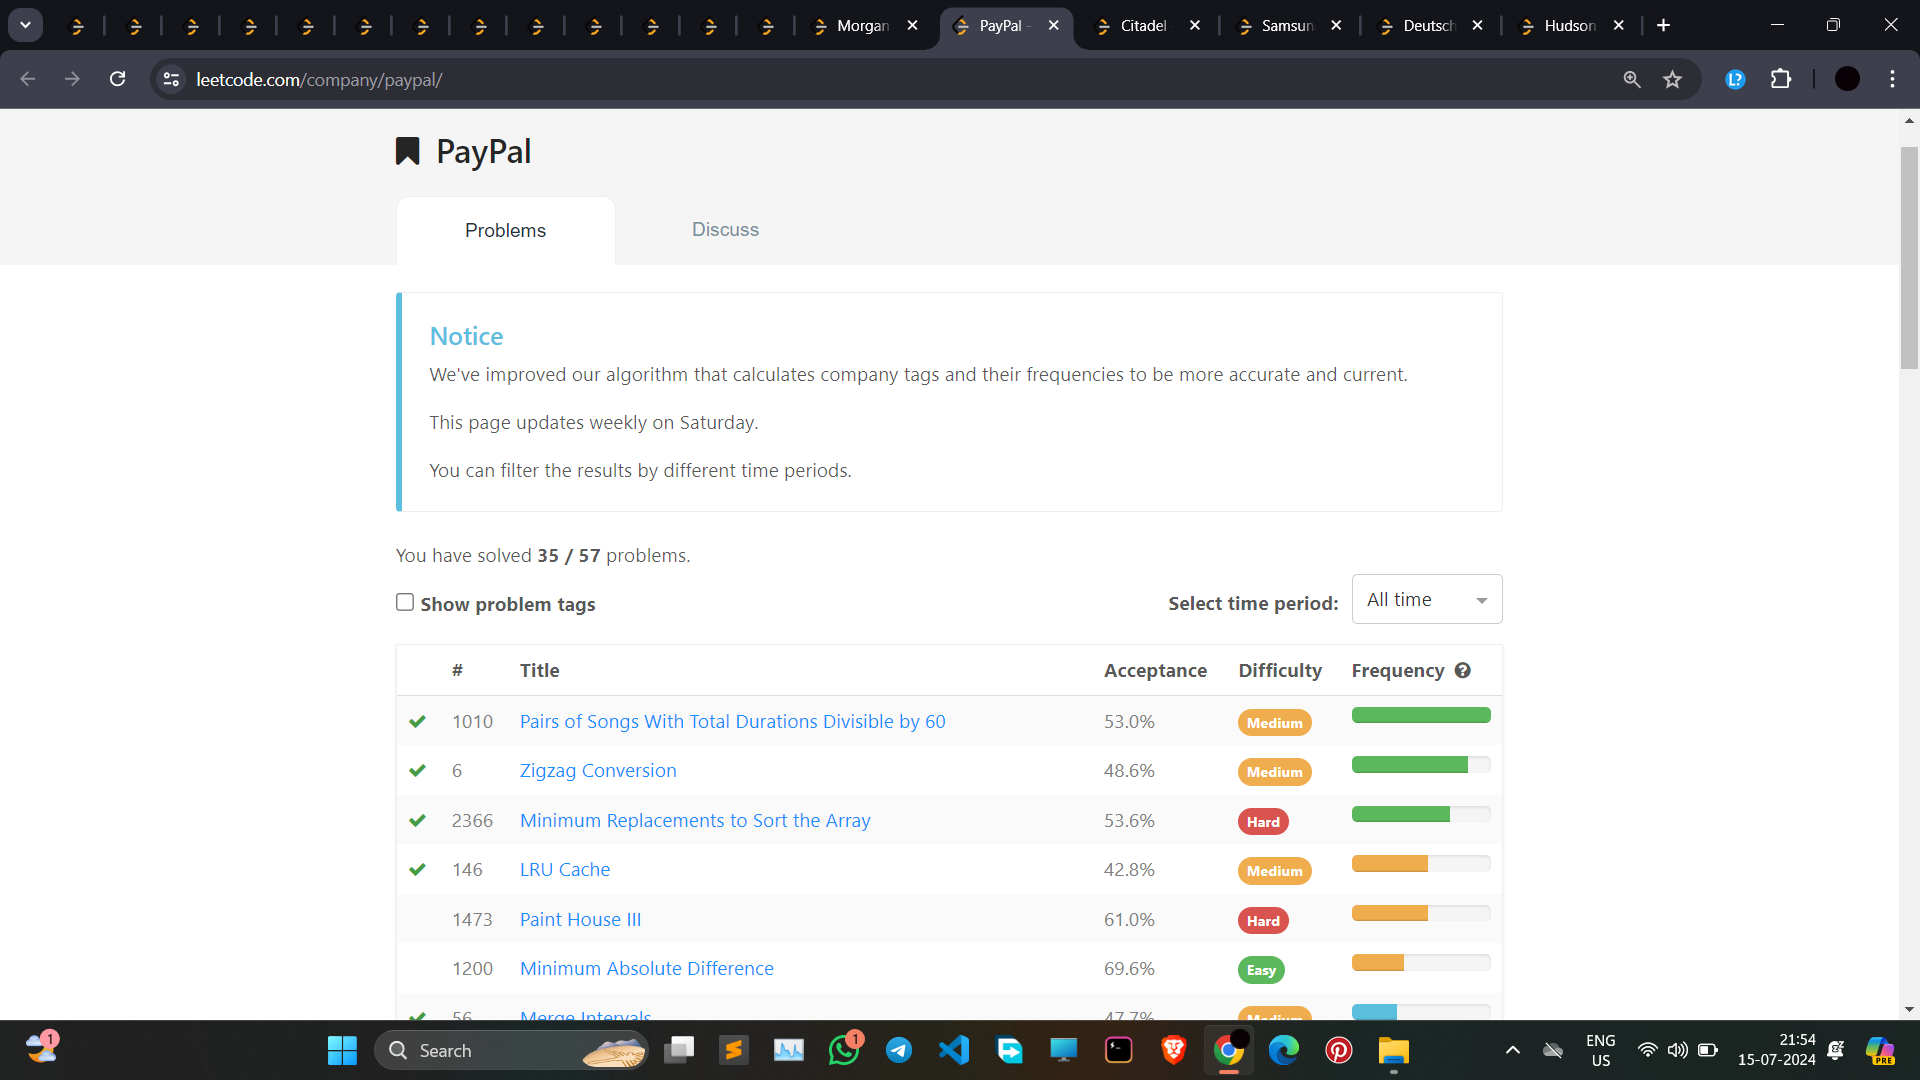 Morgan
PayPal -
Citadel
Samsun
Deutsch
Hudson
leetcode.com/company/paypal/
PayPal
Problems
Discuss
Notice
We've improved our algorithm that calculates company tags and their frequencies to be more accurate and current.
This page updates weekly on Saturday.
You can filter the results by different time periods.
You have solved 35 / 57 problems.
Show problem tags
Select time period: All time
# Title Acceptance Difficulty Frequency
1010 Pairs of Songs With Total Durations Divisible by 60 53.0% Medium
6 Zigzag Conversion 48.6% Medium
2366 Minimum Replacements to Sort the Array 53.6% Hard
146 LRU Cache 42.8% Medium
1473 Paint House III 61.0% Hard
1200 Minimum Absolute Difference 69.6% Easy
56 Merge Intervals 47.7% Medium
1
Search
1
ENG
US
21:54
15-07-2024
PRE